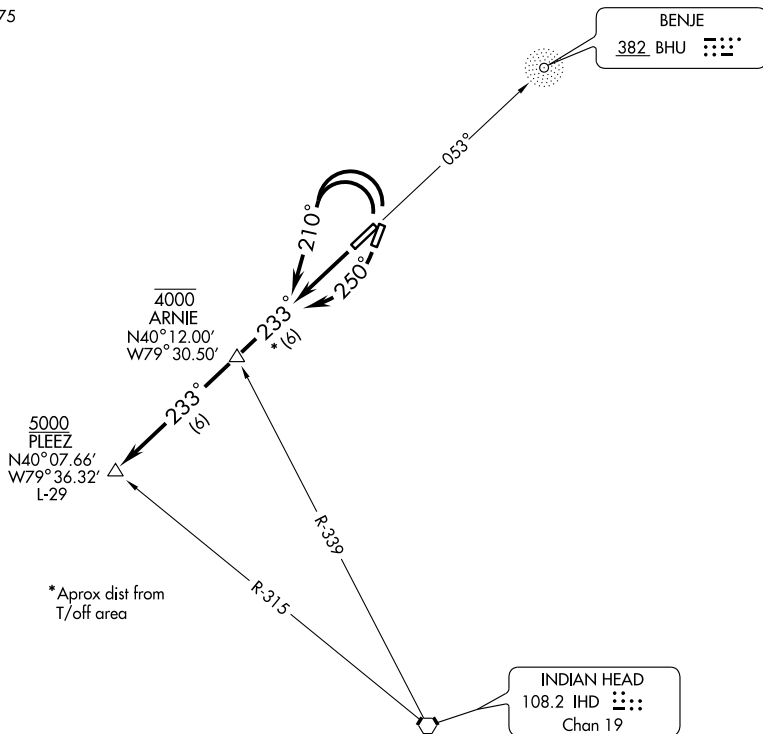 75
BENJE
382 BHU
053°
210°
250°
4000
ARNIE
N40°12.00’
W79°30.50’
233°
* (6)
5000
PLEEZ
N40°07.66’
W79°36.32’
L-29
233°
(6)
R-339
R-315
*Aprox dist from
T/off area
INDIAN HEAD
108.2 IHD
Chan 19